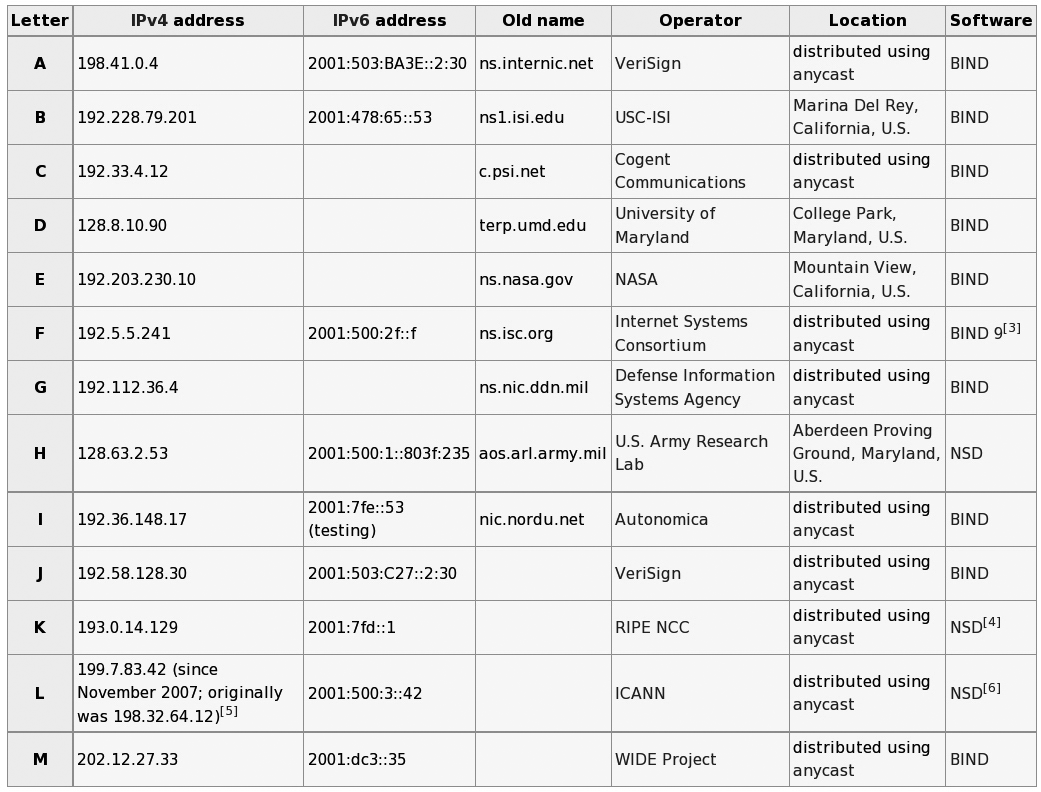 Letter IPv4 address IPv6 address Old name Operator Location Software
A 198.41.0.4 2001:503:BA3E::2:30 ns.internic.net VeriSign distributed using
anycast BIND
B 192.228.79.201 2001:478:65::53 ns1.isi.edu USC-ISI Marina Del Rey,
California, U.S. BIND
C 192.33.4.12 c.psi.net Cogent
Communications distributed using
anycast BIND
D 128.8.10.90 terp.umd.edu University of
Maryland College Park,
Maryland, U.S. BIND
E 192.203.230.10 ns.nasa.gov NASA Mountain View,
California, U.S. BIND
F 192.5.5.241 2001:500:2f::f ns.isc.org Internet Systems
Consortium distributed using
anycast BIND 9[3]
G 192.112.36.4 ns.nic.ddn.mil Defense Information
Systems Agency distributed using
anycast BIND
H 128.63.2.53 2001:500:1::803f:235 aos.arl.army.mil U.S. Army Research
Lab Aberdeen Proving
Ground, Maryland,
U.S. NSD
I 192.36.148.17 2001:7fe::53
(testing) nic.nordu.net Autonomica distributed using
anycast BIND
J 192.58.128.30 2001:503:C27::2:30 VeriSign distributed using
anycast BIND
K 193.0.14.129 2001:7fd::1 RIPE NCC distributed using
anycast NSD[4]
L 199.7.83.42 (since
November 2007; originally
was 198.32.64.12)[5] 2001:500:3::42 ICANN distributed using
anycast NSD[6]
M 202.12.27.33 2001:dc3::35 WIDE Project distributed using
anycast BIND